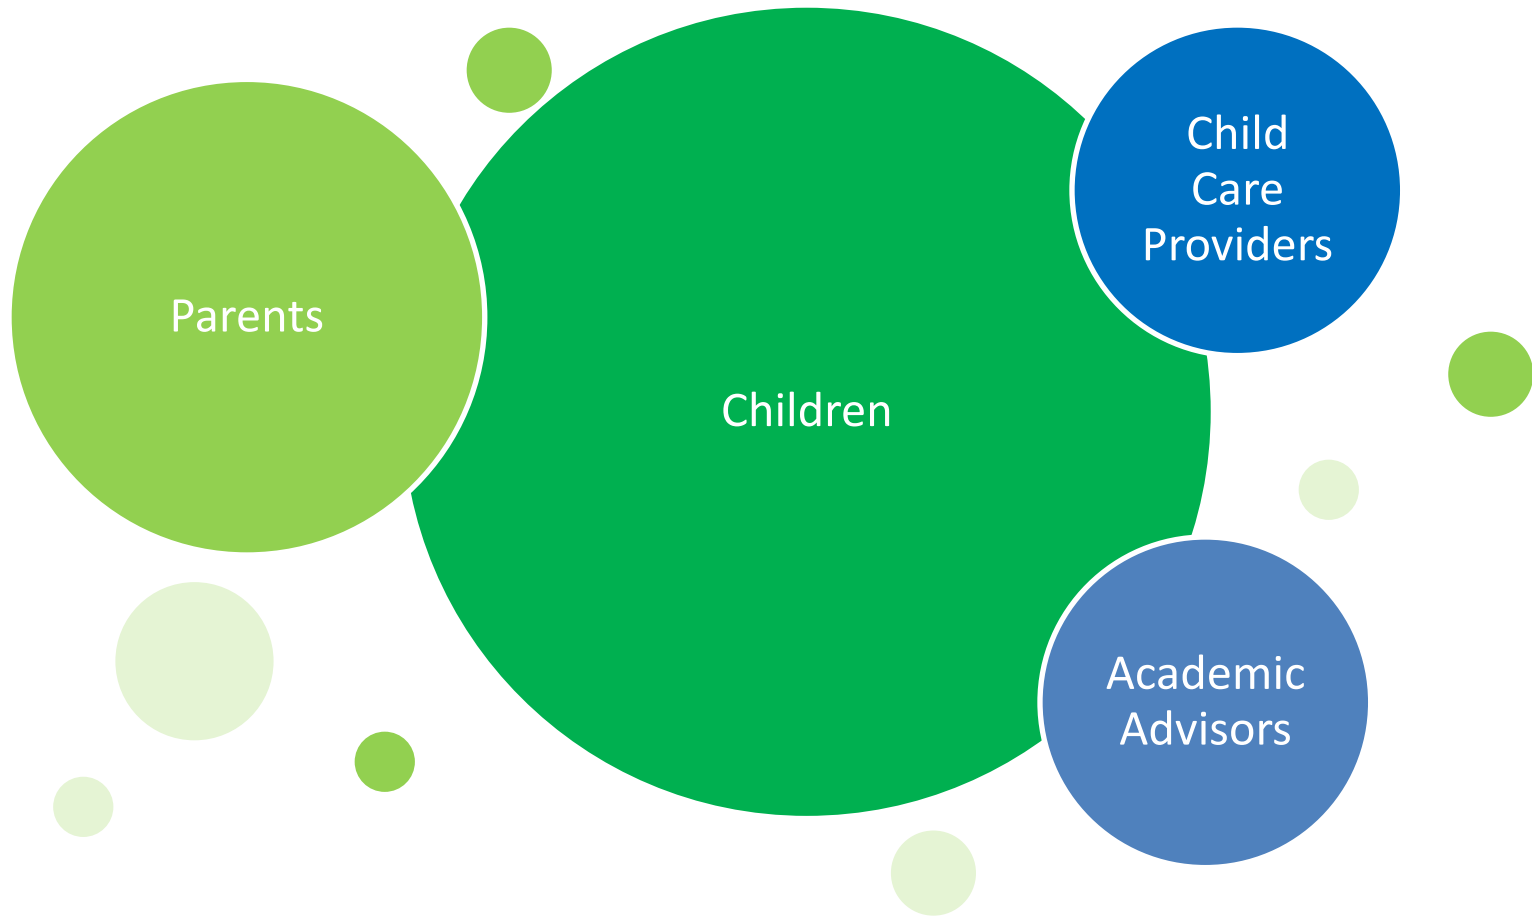 Parents
Children
Child
Care
Providers
Academic
Advisors